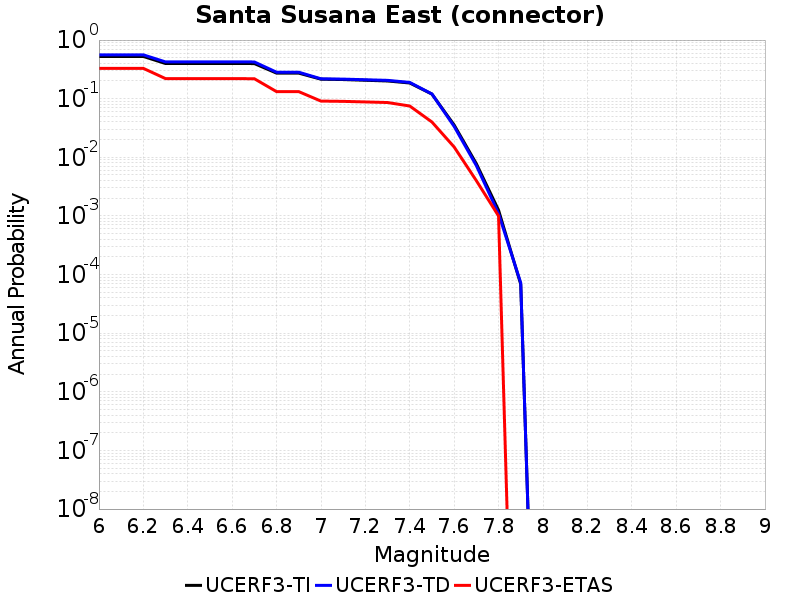 Santa Susana East (connector)
10^0
10^-1
10^-2
10^-3
10^-4
10^-5
10^-6
10^-7
10^-8
Annual Probability
6 6.2 6.4 6.6 6.8 7 7.2 7.4 7.6 7.8 8 8.2 8.4 8.6 8.8 9
Magnitude
UCERF3-TI UCERF3-TD UCERF3-ETAS